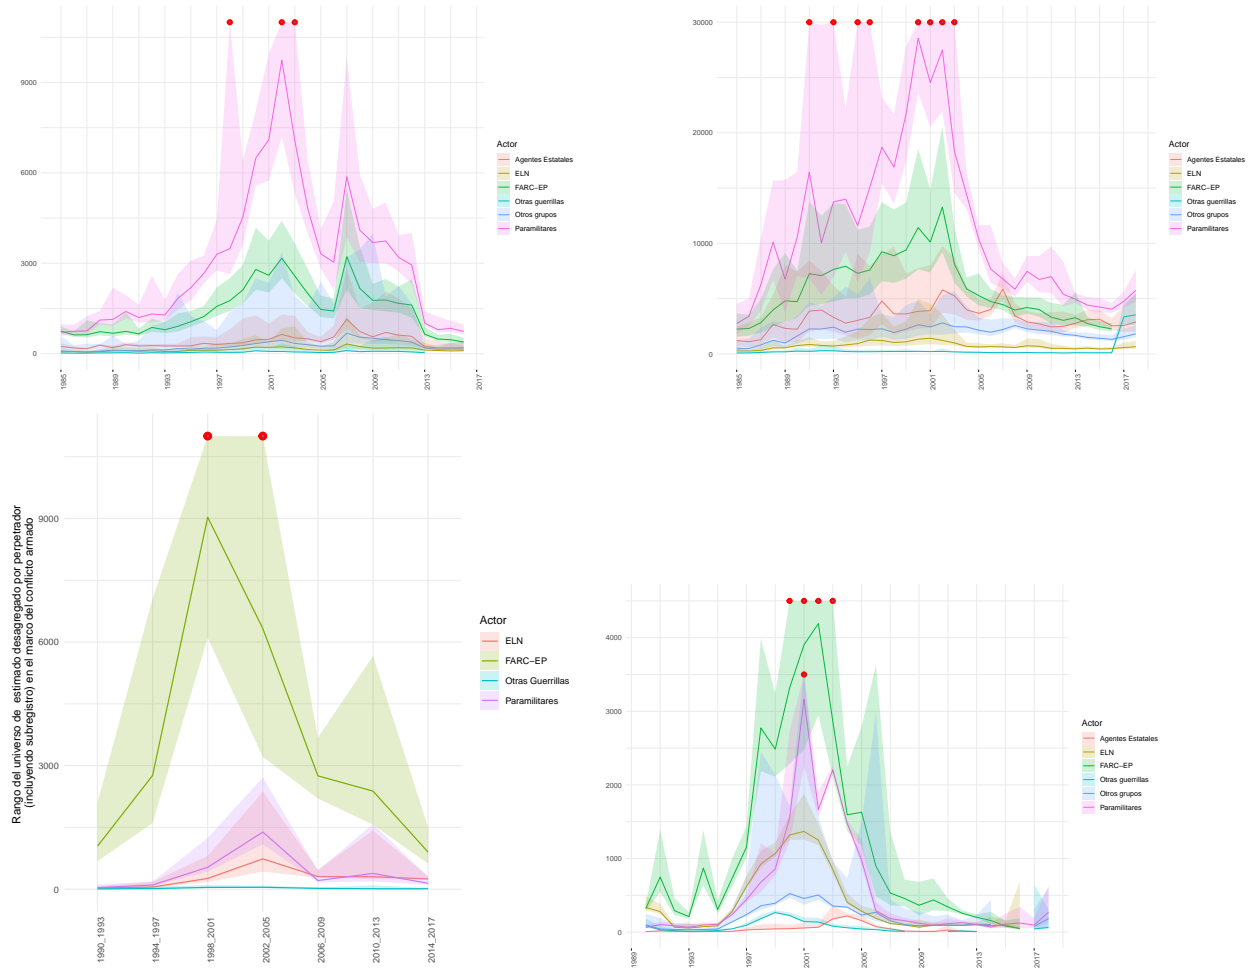 9000
6000
3000
0
1985
1989
1993
1997
2001
2005
2009
2013
2017
Actor
Agentes Estatales
ELN
FARC−EP
Otras guerrillas
Otros grupos
Paramilitares
30000
20000
10000
0
1985
1989
1993
1997
2001
2005
2009
2013
2017
Actor
Agentes Estatales
ELN
FARC−EP
Otras guerrillas
Otros grupos
Paramilitares
Rango del universo de estimado desagregado por perpetrador
(incluyendo subregistro) en el marco del conflicto armado
9000
6000
3000
0
1990_1993
1994_1997
1998_2001
2002_2005
2006_2009
2010_2013
2014_2017
Actor
ELN
FARC−EP
Otras Guerrillas
Paramilitares
4000
3000
2000
1000
0
1989
1993
1997
2001
2005
2009
2013
2017
Actor
Agentes Estatales
ELN
FARC−EP
Otras guerrillas
Otros grupos
Paramilitares